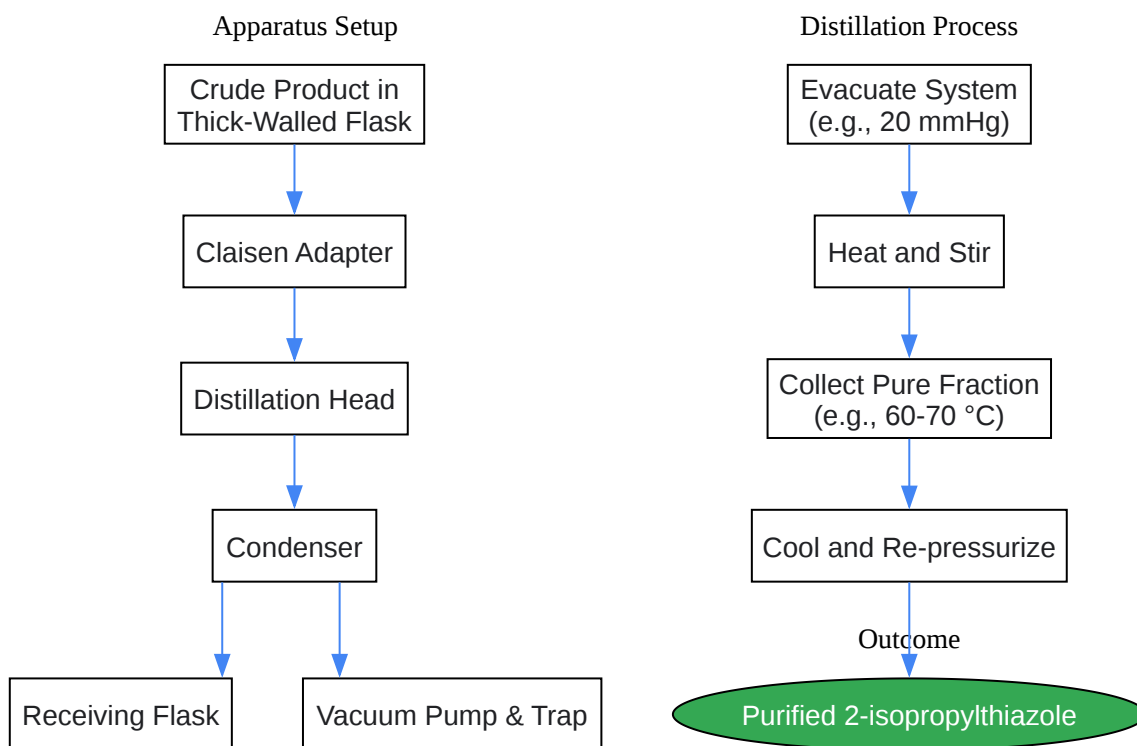 Apparatus Setup
Crude Product in
Thick-Walled Flask
Claisen Adapter
Distillation Head
Condenser
Receiving Flask
Vacuum Pump & Trap
Distillation Process
Evacuate System
(e.g., 20 mmHg)
Heat and Stir
Collect Pure Fraction
(e.g., 60-70 °C)
Cool and Re-pressurize
Outcome
Purified 2-isopropylthiazole